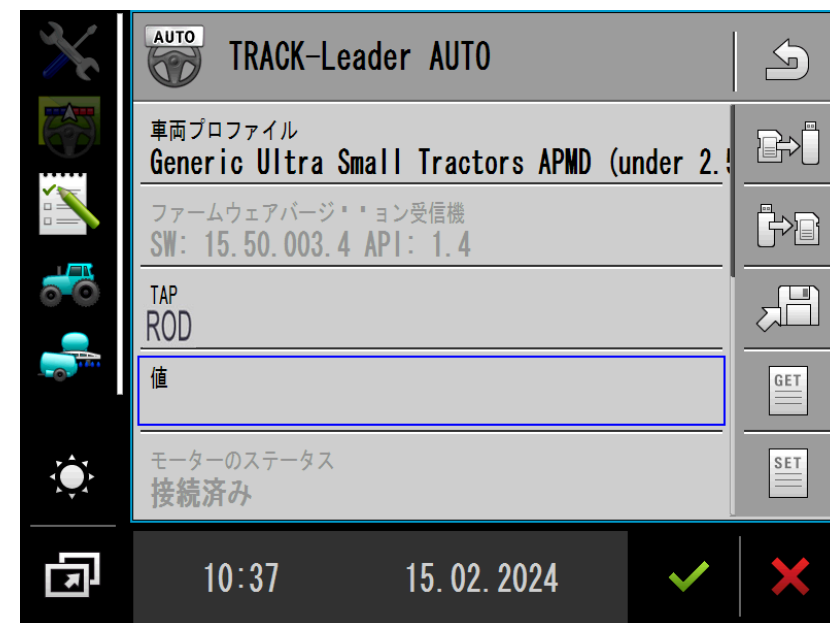 AUTO
TRACK-Leader AUTO
車両プロファイル
Generic Ultra Small Tractors APMD (under 2.5
ファームウェアバージ・・ョン受信機
SW: 15.50.003.4 API: 1.4
TAP
ROD
値
GET
モーターのステータス
接続済み
SET
10:37
15.02.2024